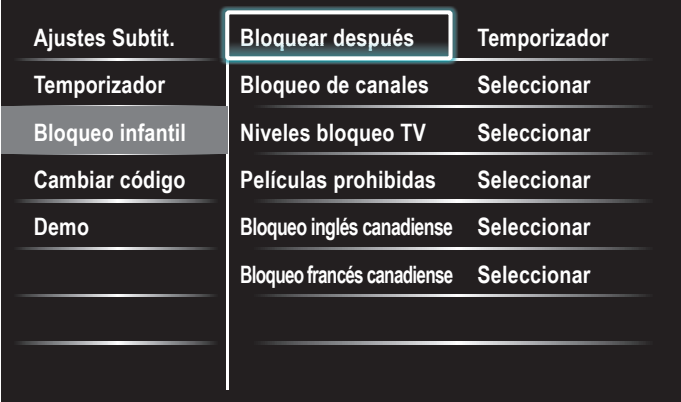 Ajustes Subtit. Bloquear después Temporizador
Temporizador Bloqueo de canales Seleccionar
Bloqueo infantil Niveles bloqueo TV Seleccionar
Cambiar código Películas prohibidas Seleccionar
Demo Bloqueo inglés canadiense Seleccionar
Bloqueo francés canadiense Seleccionar